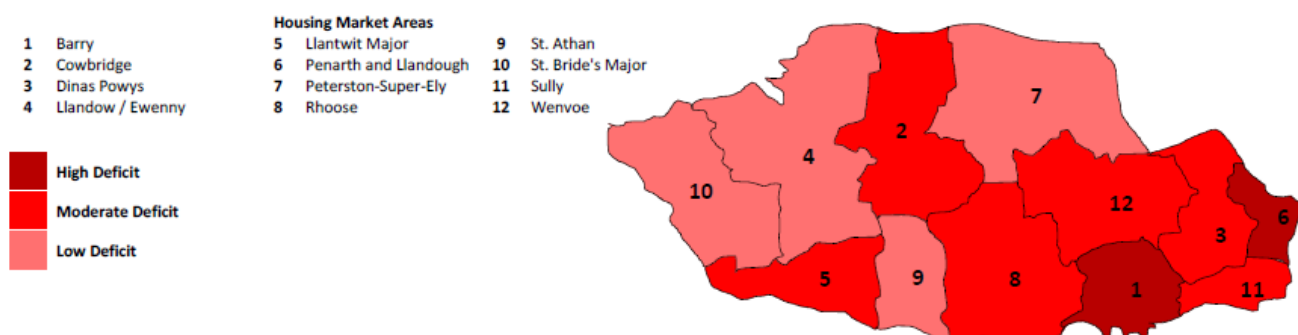 Housing Market Areas
1 Barry 5 Llantwit Major 9 St. Athan
2 Cowbridge 6 Penarth and Llandough 10 St. Bride's Major
3 Dinas Powys 7 Peterston-Super-Ely 11 Sully
4 Llandow / Ewenny 8 Rhoose 12 Wenvoe
High Deficit
Moderate Deficit
Low Deficit
7
2
4
10
12
6
3
5
9
8
1
11